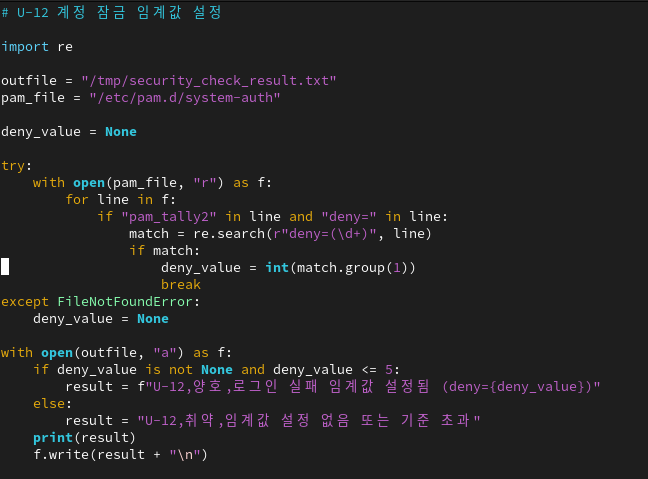 # U-12 계정 잠금 임계값 설정

import re

outfile = "/tmp/security_check_result.txt"
pam_file = "/etc/pam.d/system-auth"

deny_value = None

try:
    with open(pam_file, "r") as f:
        for line in f:
            if "pam_tally2" in line and "deny=" in line:
                match = re.search(r"deny=(\d+)", line)
                if match:
                    deny_value = int(match.group(1))
                    break
except FileNotFoundError:
    deny_value = None

with open(outfile, "a") as f:
    if deny_value is not None and deny_value <= 5:
        result = f"U-12,양호,로그인 실패 임계값 설정됨 (deny={deny_value})"
    else:
        result = "U-12,취약,임계값 설정 없음 또는 기준 초과"
    print(result)
    f.write(result + "\n")